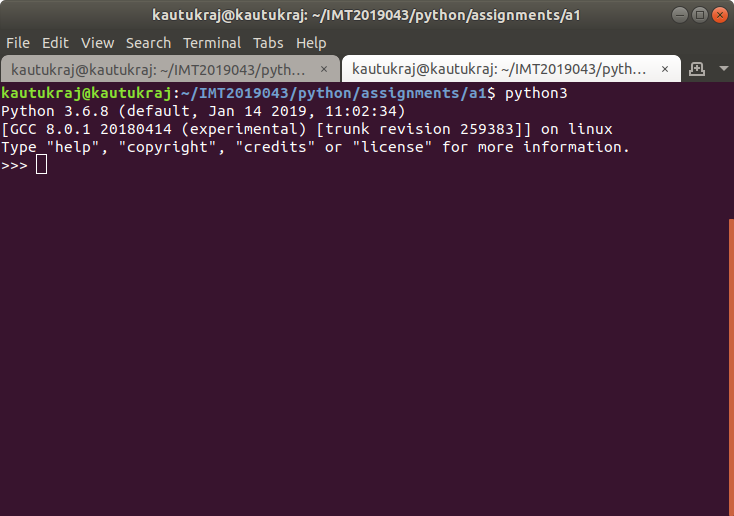 kautukraj@kautukraj: ~/IMT2019043/python/assignments/a1
File Edit View Search Terminal Tabs Help
kautukraj@kautukraj: ~/IMT2019043/pyth... × kautukraj@kautukraj: ~/IMT2019043/pyth... ×
kautukraj@kautukraj:~/IMT2019043/python/assignments/a1$ python3
Python 3.6.8 (default, Jan 14 2019, 11:02:34)
[GCC 8.0.1 20180414 (experimental) [trunk revision 259383]] on linux
Type "help", "copyright", "credits" or "license" for more information.
>>>